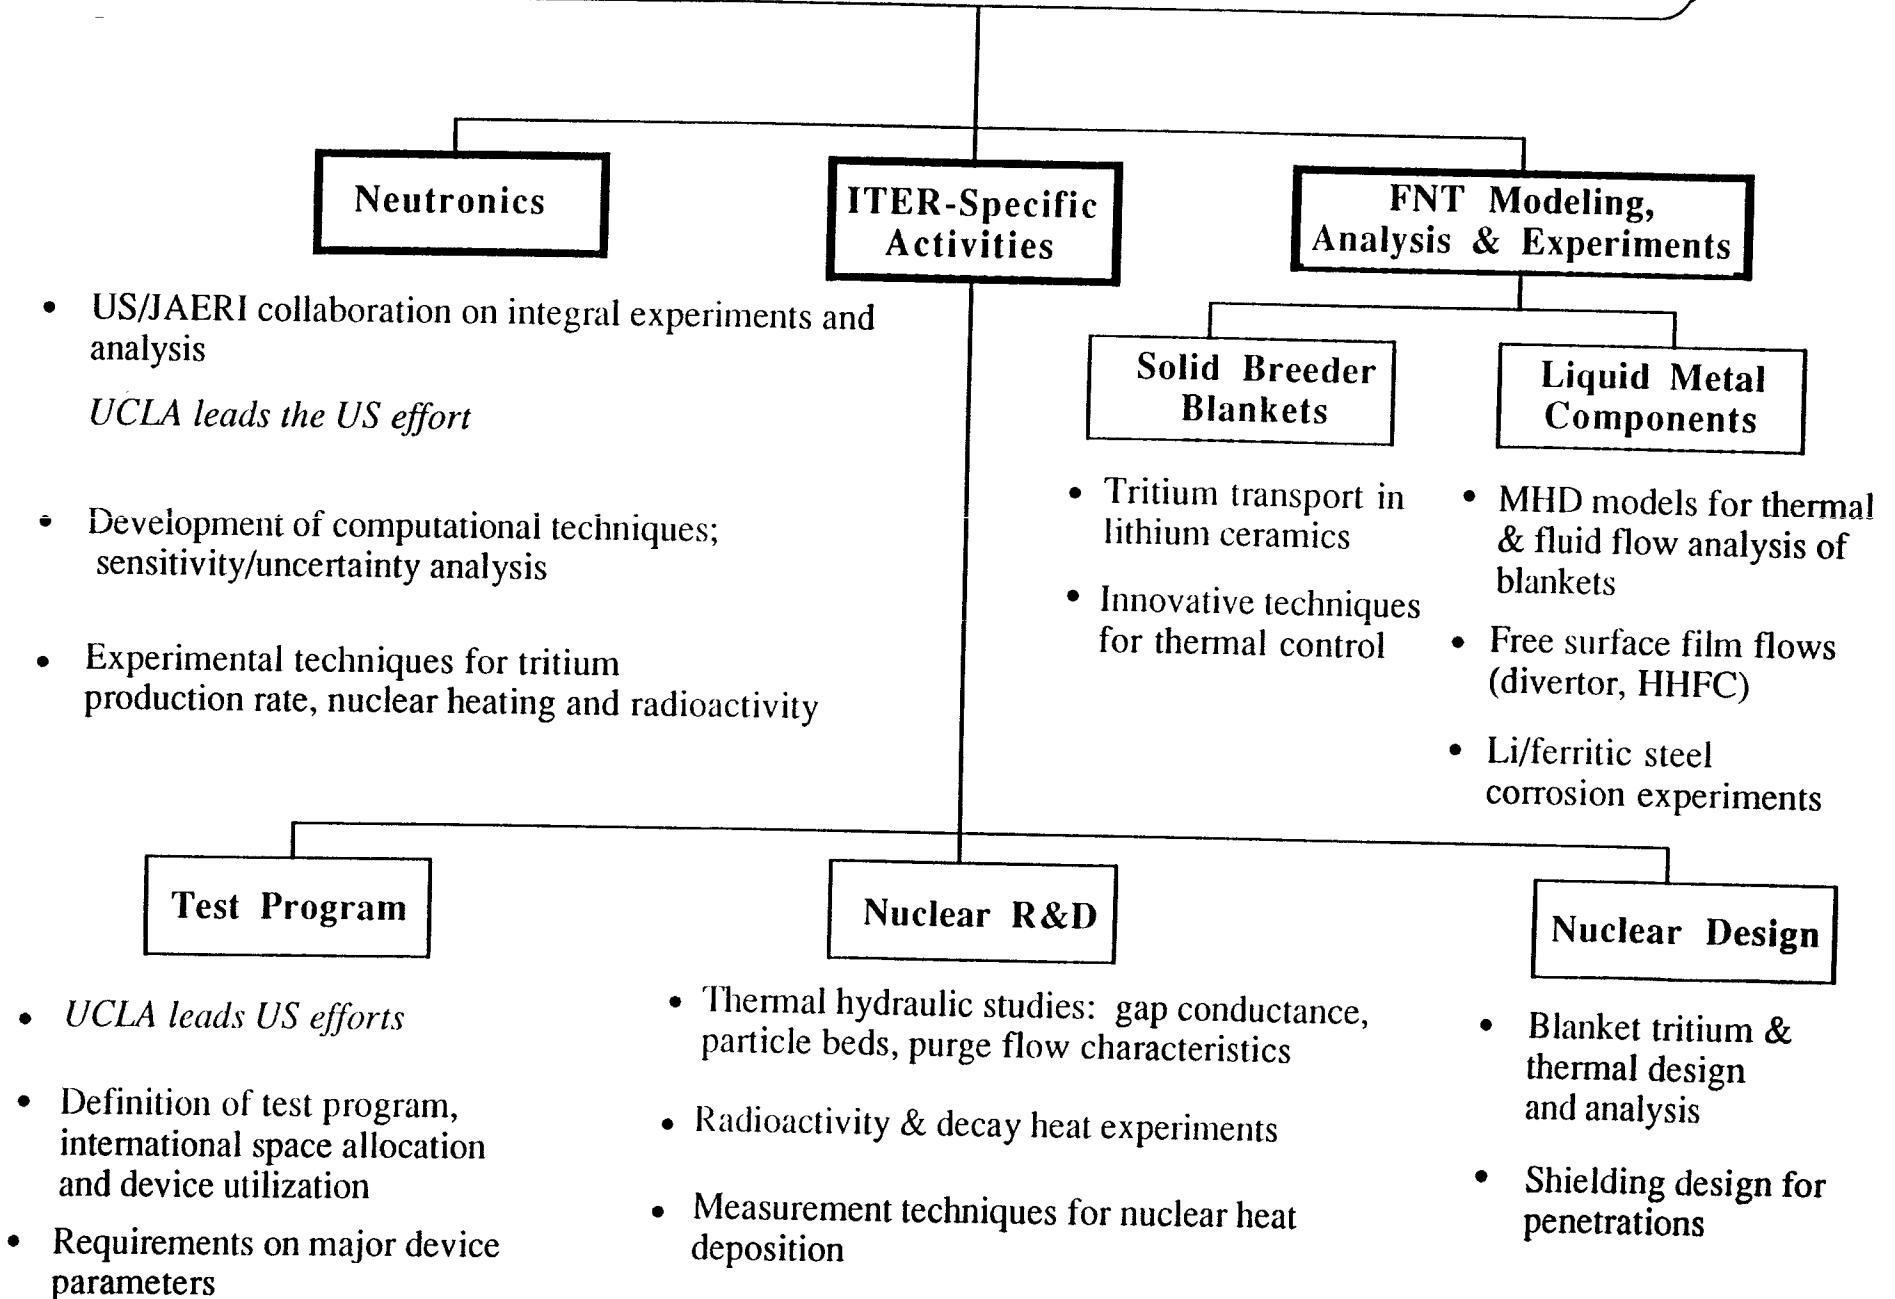 Neutronics
ITER-Specific
Activities
FNT Modeling,
Analysis & Experiments
• US/JAERI collaboration on integral experiments and
analysis
UCLA leads the US effort
• Development of computational techniques;
sensitivity/uncertainty analysis
• Experimental techniques for tritium
production rate, nuclear heating and radioactivity
Solid Breeder
Blankets
• Tritium transport in
lithium ceramics
• Innovative techniques
for thermal control
Liquid Metal
Components
• MHD models for thermal
& fluid flow analysis of
blankets
• Free surface film flows
(divertor, HHFC)
• Li/ferritic steel
corrosion experiments
Test Program
• UCLA leads US efforts
• Definition of test program,
international space allocation
and device utilization
• Requirements on major device
parameters
Nuclear R&D
• Thermal hydraulic studies: gap conductance,
particle beds, purge flow characteristics
• Radioactivity & decay heat experiments
• Measurement techniques for nuclear heat
deposition
Nuclear Design
• Blanket tritium &
thermal design
and analysis
• Shielding design for
penetrations